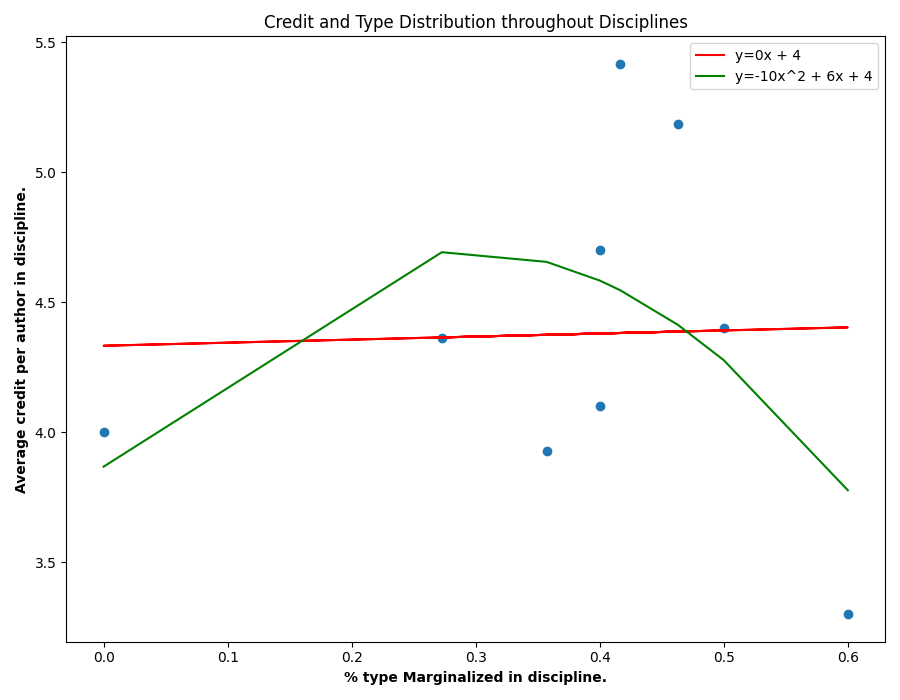 Credit and Type Distribution throughout Disciplines
y=0x + 4
y=-10x^2 + 6x + 4
5.5
5.0
4.5
4.0
3.5
Average credit per author in discipline.
0.0 0.1 0.2 0.3 0.4 0.5 0.6
% type Marginalized in discipline.